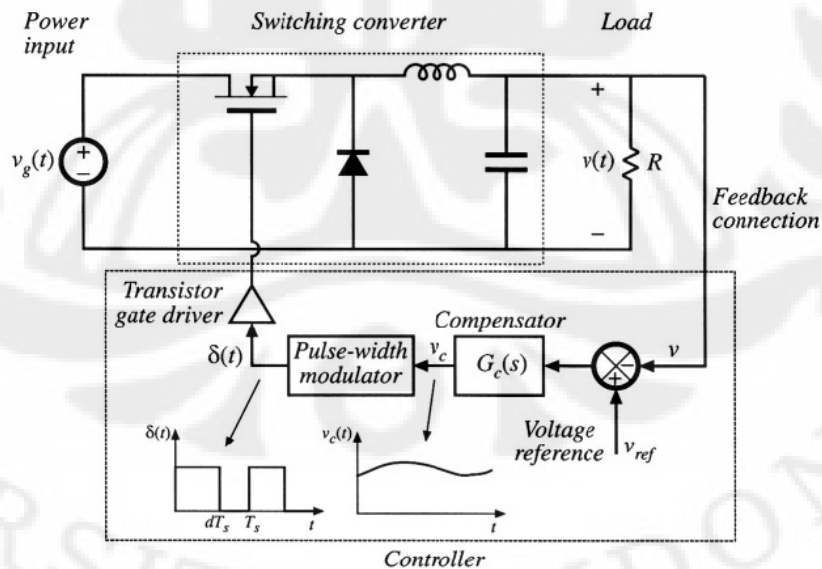 Power
input
Switching converter
Load
+
−
v_g(t)
+
v(t)
−
R
Feedback
connection
Transistor
gate driver
δ(t)
Pulse-width
modulator
v_c
Compensator
G_c(s)
−
+
v
Voltage
reference
v_ref
δ(t)
dT_s
T_s
t
v_c(t)
t
Controller